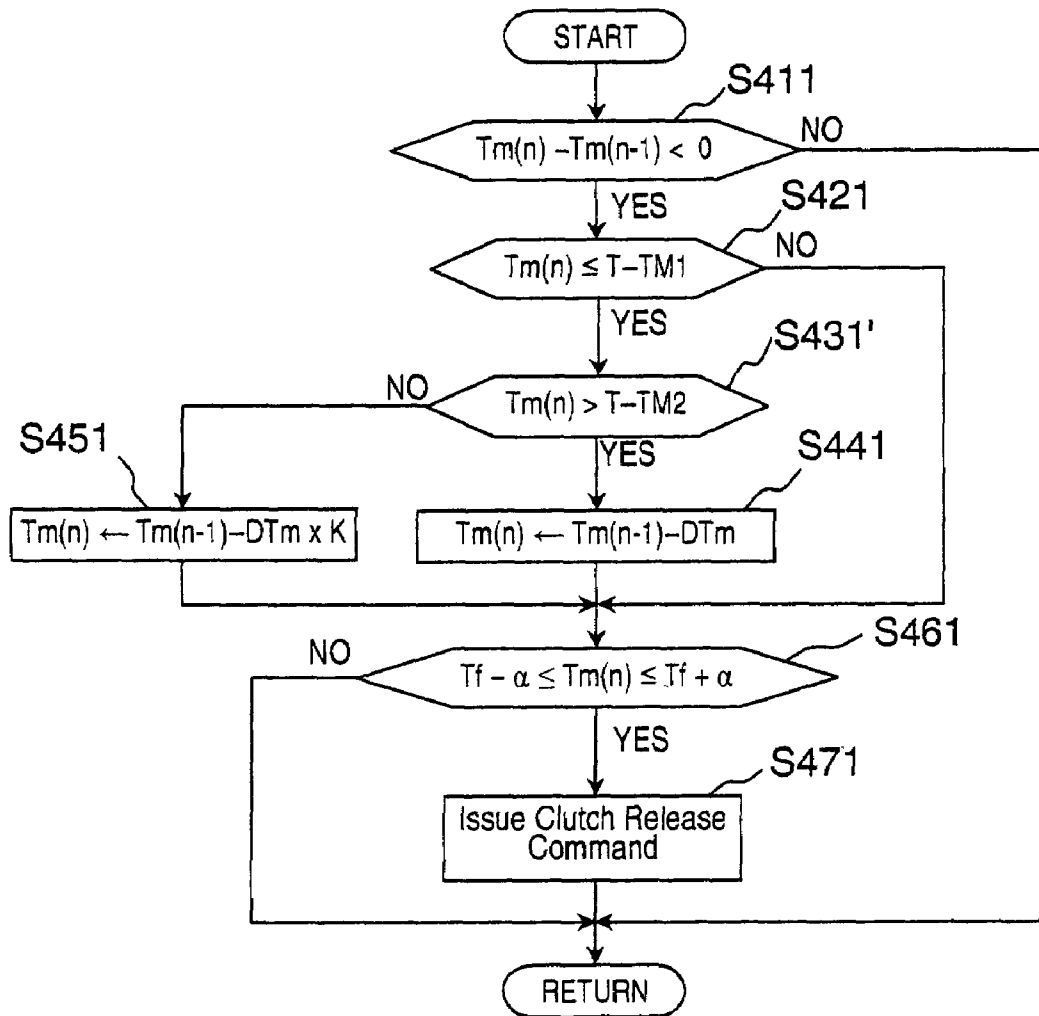 START
S411
Tm(n) –Tm(n-1) < 0
NO
YES
S421
Tm(n) ≤ T–TM1
NO
YES
S431'
NO
Tm(n) > T–TM2
YES
S451
S441
Tm(n) ← Tm(n-1)–DTm x K
Tm(n) ← Tm(n-1)–DTm
S461
NO
Tf – α ≤ Tm(n) ≤ Tf + α
YES
S471
Issue Clutch Release
Command
RETURN